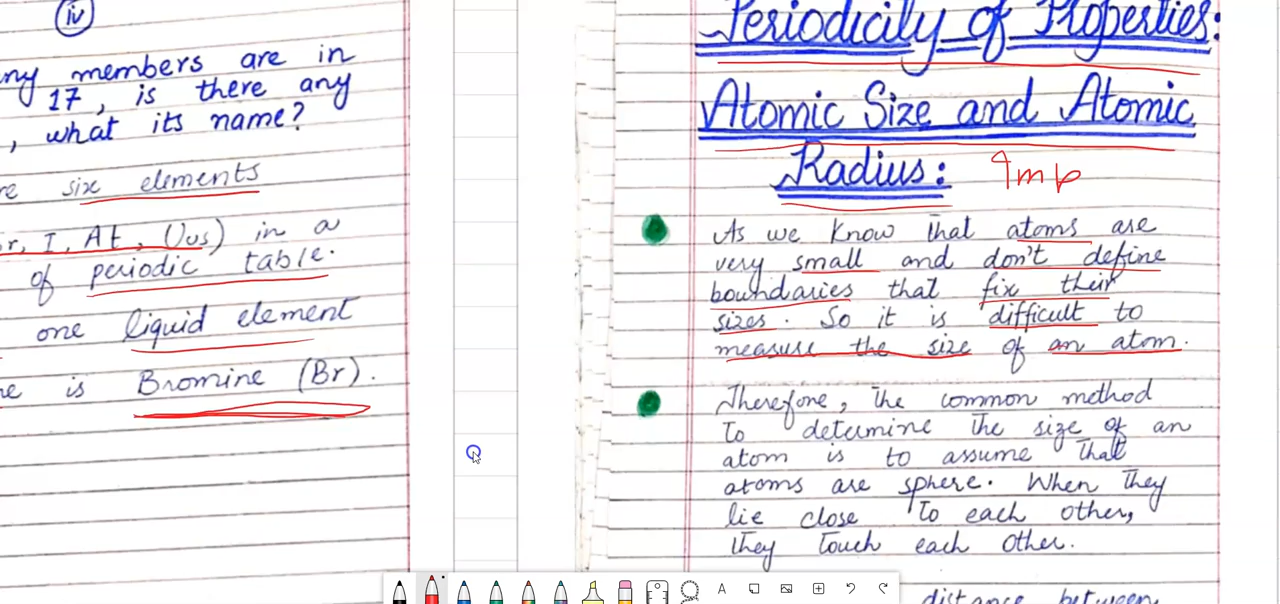 (iv)
ny members are in
17, is there any
, what its name?
re six elements
r, I, At, Uus) in a
of periodic table.
one liquid element
e is Bromine (Br).
Periodicity of Properties:
Atomic Size and Atomic
Radius: Imp
As we know that atoms are
very small and don't define
boundaries that fix their
sizes. So it is difficult to
measure the size of an atom.
Therefore, the common method
to determine the size of an
atom is to assume that
atoms are sphere. When they
lie close to each other,
they touch each other.
distance between
A